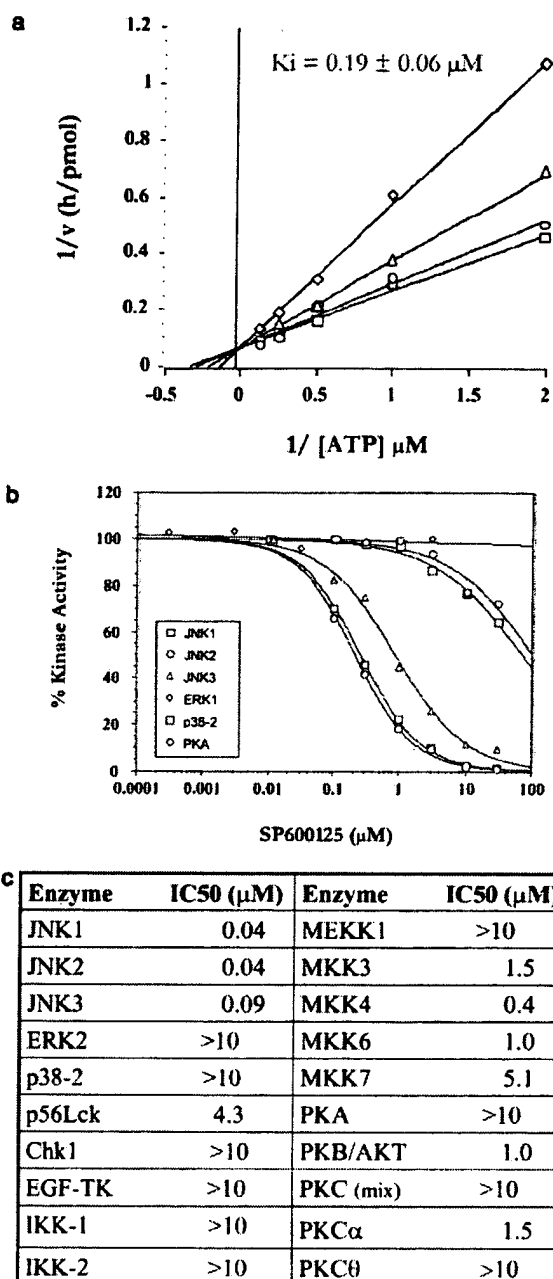 a
Ki = 0.19 ± 0.06 µM
1/v (h/pmol)
1.2
1
0.8
0.6
0.4
0.2
0
-0.5 0 0.5 1 1.5 2
1/ [ATP] µM
b
% Kinase Activity
120
100
80
60
40
20
0
JNK1
JNK2
JNK3
ERK1
p38-2
PKA
0.0001 0.001 0.01 0.1 1 10 100
SP600125 (µM)
c
Enzyme IC50 (µM) Enzyme IC50 (µM)
JNK1 0.04 MEKK1 >10
JNK2 0.04 MKK3 1.5
JNK3 0.09 MKK4 0.4
ERK2 >10 MKK6 1.0
p38-2 >10 MKK7 5.1
p56Lck 4.3 PKA >10
Chk1 >10 PKB/AKT 1.0
EGF-TK >10 PKC (mix) >10
IKK-1 >10 PKCα 1.5
IKK-2 >10 PKCθ >10